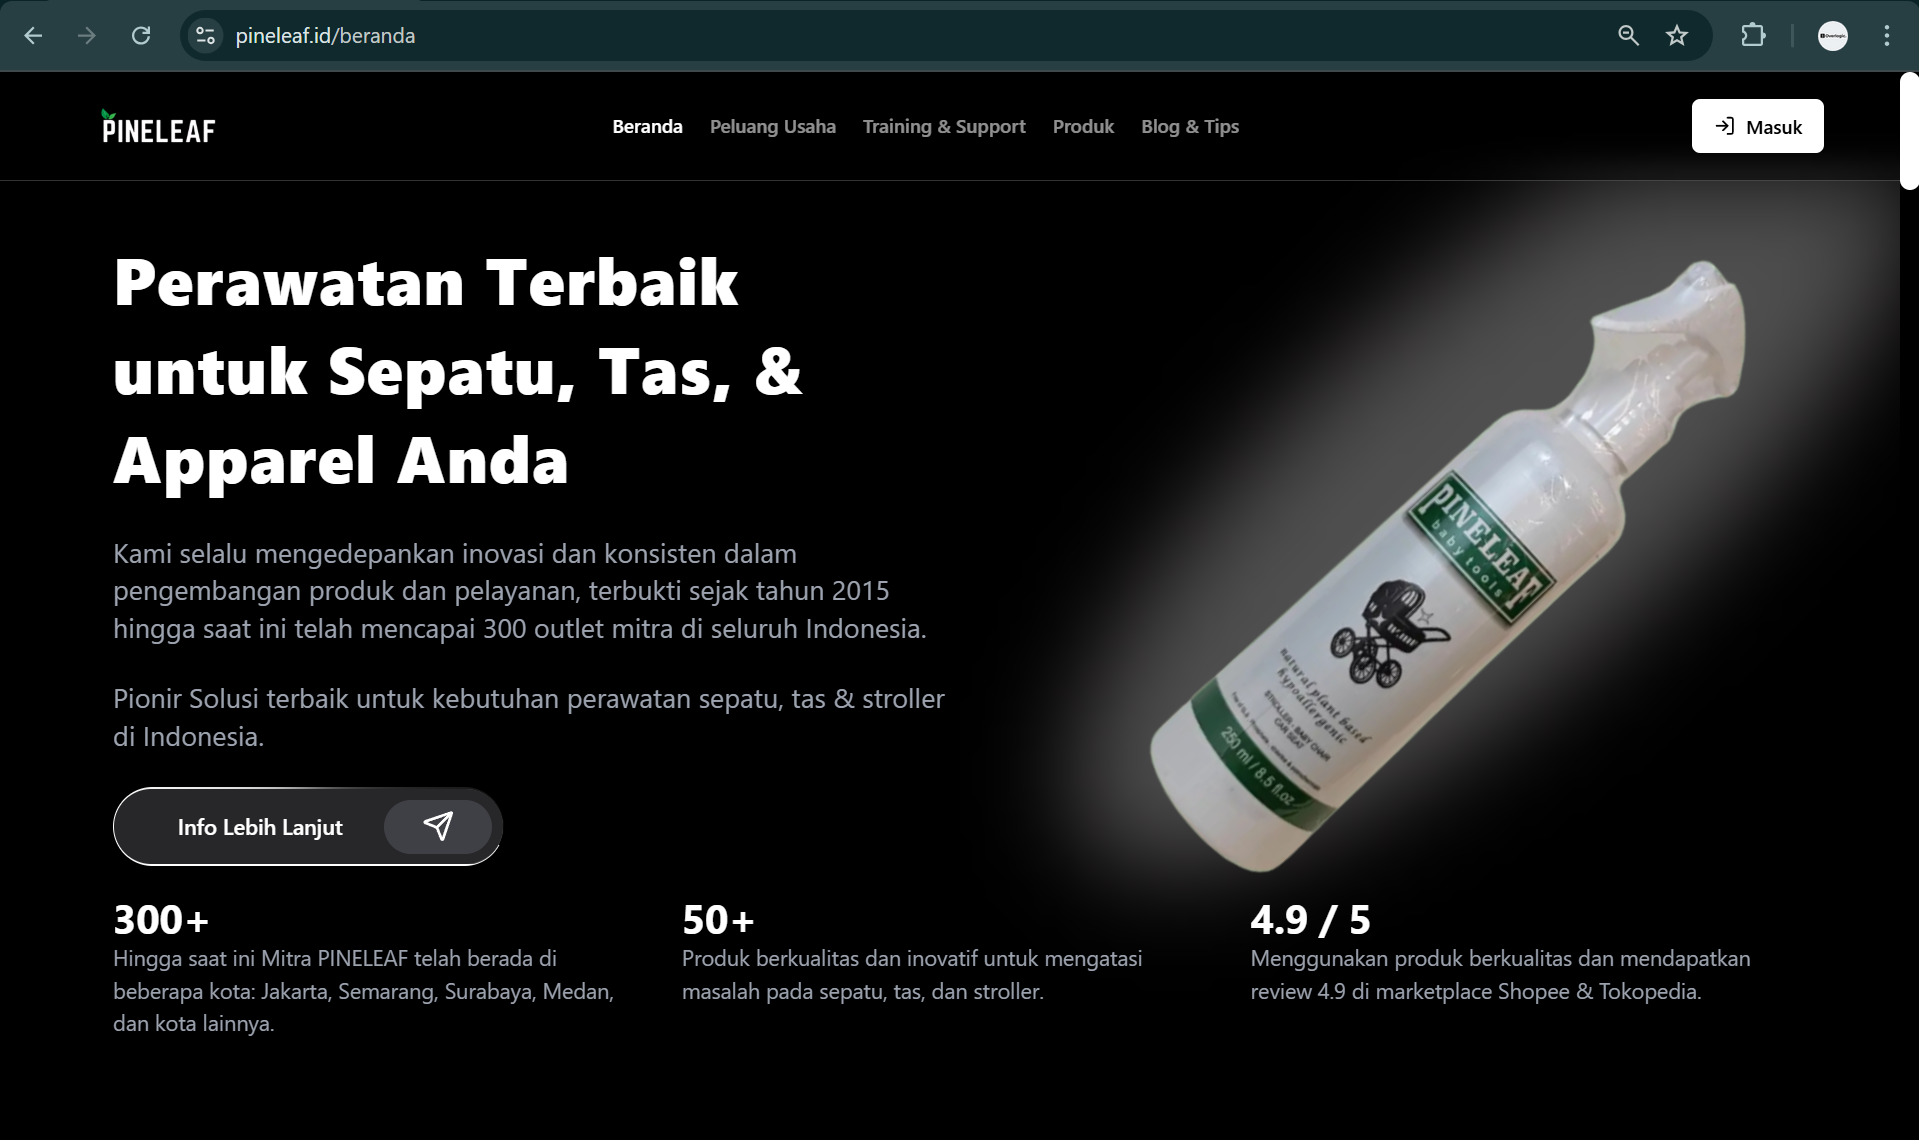 pineleaf.id/beranda
PINELEAF
Beranda
Peluang Usaha
Training & Support
Produk
Blog & Tips
Masuk
Perawatan Terbaik
untuk Sepatu, Tas, &
Apparel Anda
Kami selalu mengedepankan inovasi dan konsisten dalam
pengembangan produk dan pelayanan, terbukti sejak tahun 2015
hingga saat ini telah mencapai 300 outlet mitra di seluruh Indonesia.
Pionir Solusi terbaik untuk kebutuhan perawatan sepatu, tas & stroller
di Indonesia.
Info Lebih Lanjut
PINELEAF
baby tools
natural plant based
hypoallergenic
STROLLER - BABY CHAIR
CAR SEAT
250 ml / 8.5 fl.oz
300+
Hingga saat ini Mitra PINELEAF telah berada di
beberapa kota: Jakarta, Semarang, Surabaya, Medan,
dan kota lainnya.
50+
Produk berkualitas dan inovatif untuk mengatasi
masalah pada sepatu, tas, dan stroller.
4.9 / 5
Menggunakan produk berkualitas dan mendapatkan
review 4.9 di marketplace Shopee & Tokopedia.